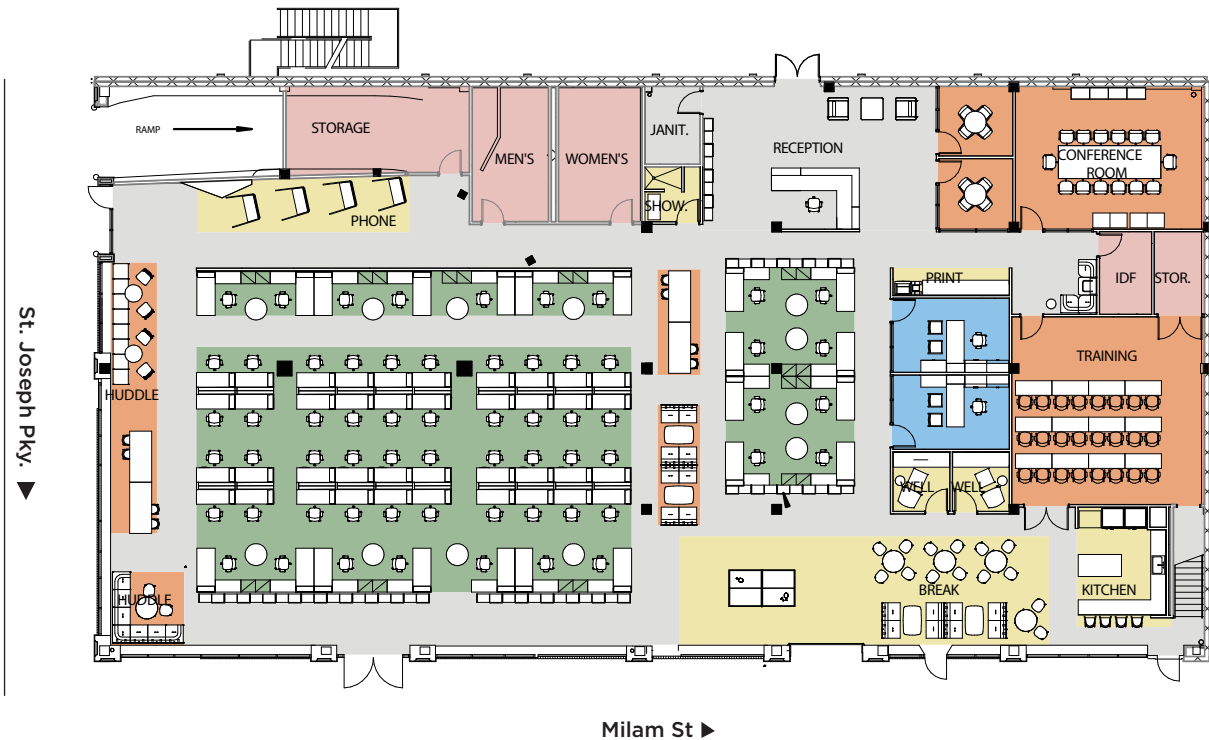 RAMP
STORAGE
MEN'S
WOMEN'S
JANIT.
SHOW.
RECEPTION
CONFERENCE
ROOM
PHONE
PRINT
IDF
STOR.
TRAINING
HUDDLE
WELL
WELL
HUDDLE
BREAK
KITCHEN
St. Joseph Pky. ▶
Milam St ▶